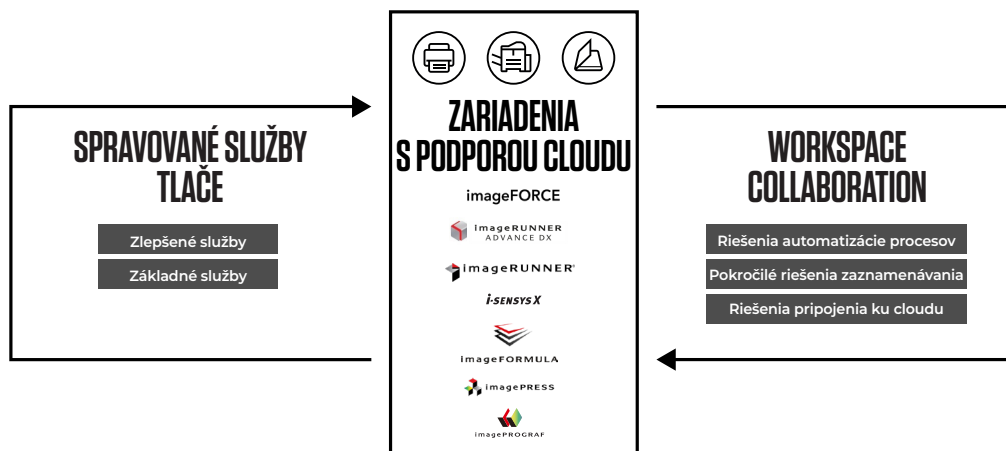 SPRAVOVANÉ SLUŽBY
TLAČE
Zlepšené služby
Základné služby
ZARIADENIA
S PODPOROU CLOUDU
imageFORCE
imageRUNNER
ADVANCE DX
imageRUNNER®
i-SENSYS X
imageFORMULA
imagePRESS
imagePROGRAF
WORKSPACE
COLLABORATION
Riešenia automatizácie procesov
Pokročilé riešenia zaznamenávania
Riešenia pripojenia ku cloudu